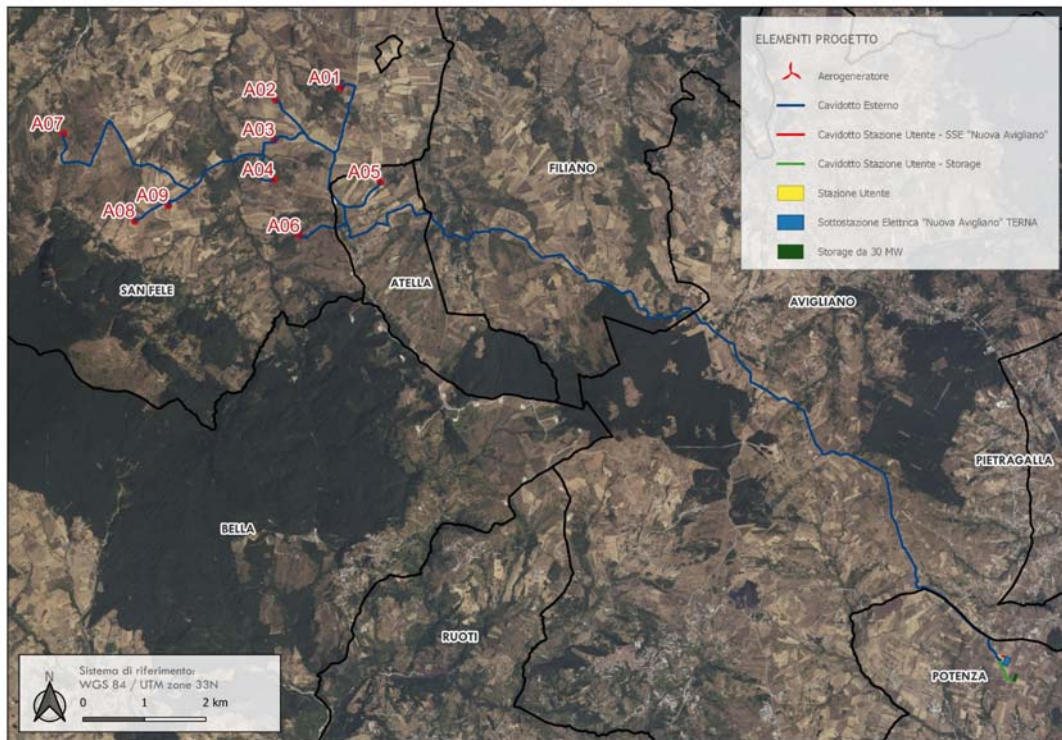 ELEMENTI PROGETTO
Aerogeneratore
Cavidotto Esterno
Cavidotto Stazione Utente - SSE "Nuova Avigliano"
Cavidotto Stazione Utente - Storage
Stazione Utente
Sottostazione Elettrica "Nuova Avigliano" TERNA
Storage da 30 MW
A01
A02
A07
A03
A04
A05
A09
A08
A06
FILIANO
SAN FELE
ATELLA
AVIGLIANO
PIETRAGALLA
BELLA
RUOTI
POTENZA
Sistema di riferimento:
WGS 84 / UTM zone 33N
N
0 1 2 km